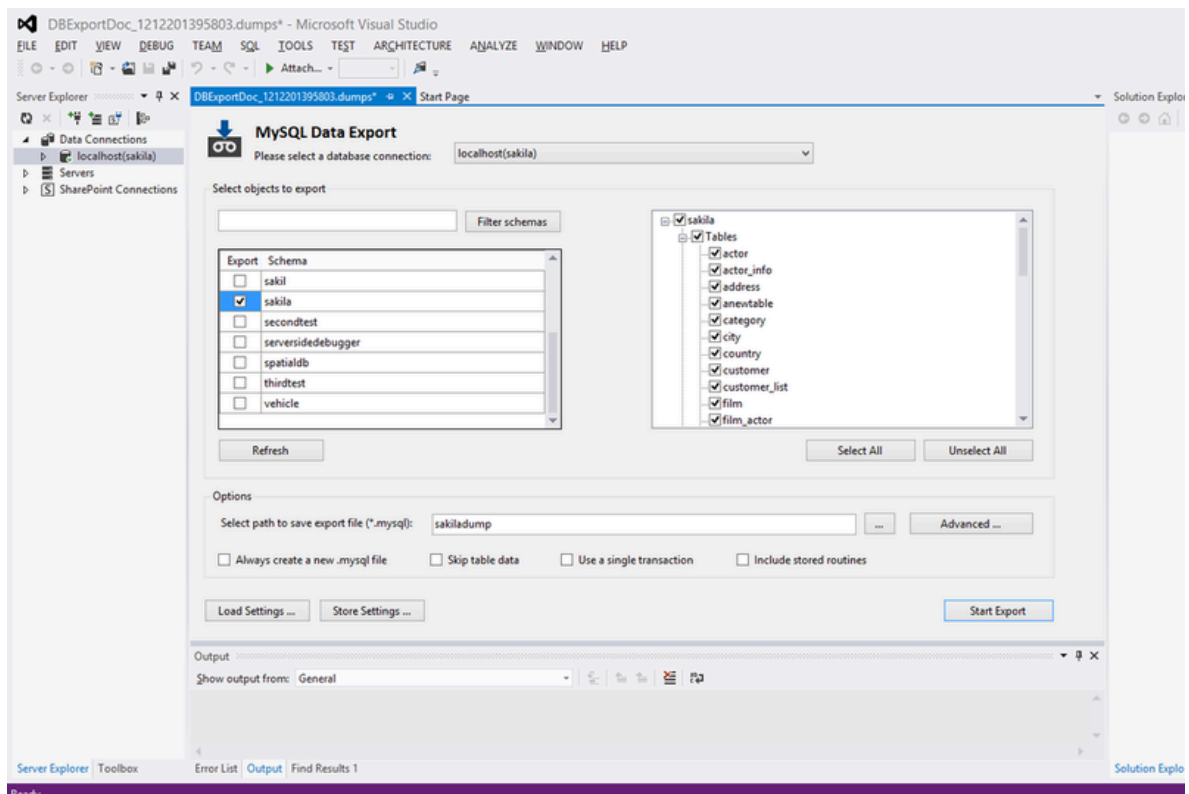 DBExportDoc_1212201395803.dumps* - Microsoft Visual Studio
FILE EDIT VIEW DEBUG TEAM SQL TOOLS TEST ARCHITECTURE ANALYZE WINDOW HELP
Attach...
Server Explorer
DBExportDoc_1212201395803.dumps* Start Page
Solution Explo
Data Connections
localhost(sakila)
Servers
SharePoint Connections
MySQL Data Export
Please select a database connection: localhost(sakila)
Select objects to export
Filter schemas
Export Schema
sakil
sakila
secondtest
serversidedebugger
spatialdb
thirdtest
vehicle
Refresh
sakila
Tables
actor
actor_info
address
anewtable
category
city
country
customer
customer_list
film
film_actor
Select All Unselect All
Options
Select path to save export file (*.mysql): sakiladump ... Advanced ...
Always create a new .mysql file Skip table data Use a single transaction Include stored routines
Load Settings ... Store Settings ... Start Export
Output
Show output from: General
Server Explorer Toolbox Error List Output Find Results 1 Solution Explo
Ready